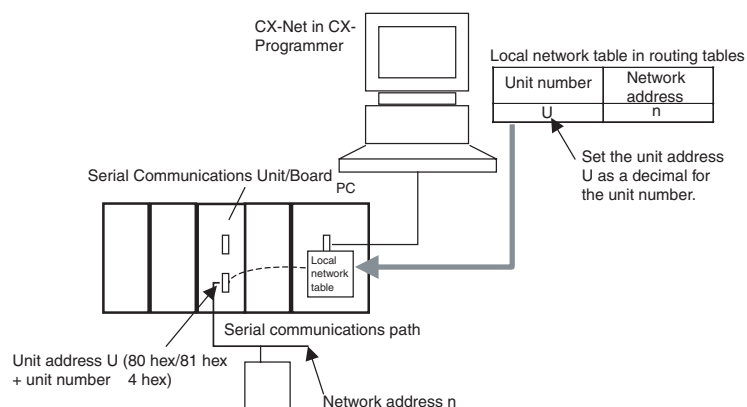 CX-Net in CX-
Programmer
Local network table in routing tables
Unit number
Network
address
U
n
Set the unit address
U as a decimal for
the unit number.
Serial Communications Unit/Board
PC
Local
network
table
Serial communications path
Unit address U (80 hex/81 hex
+ unit number 4 hex)
Network address n